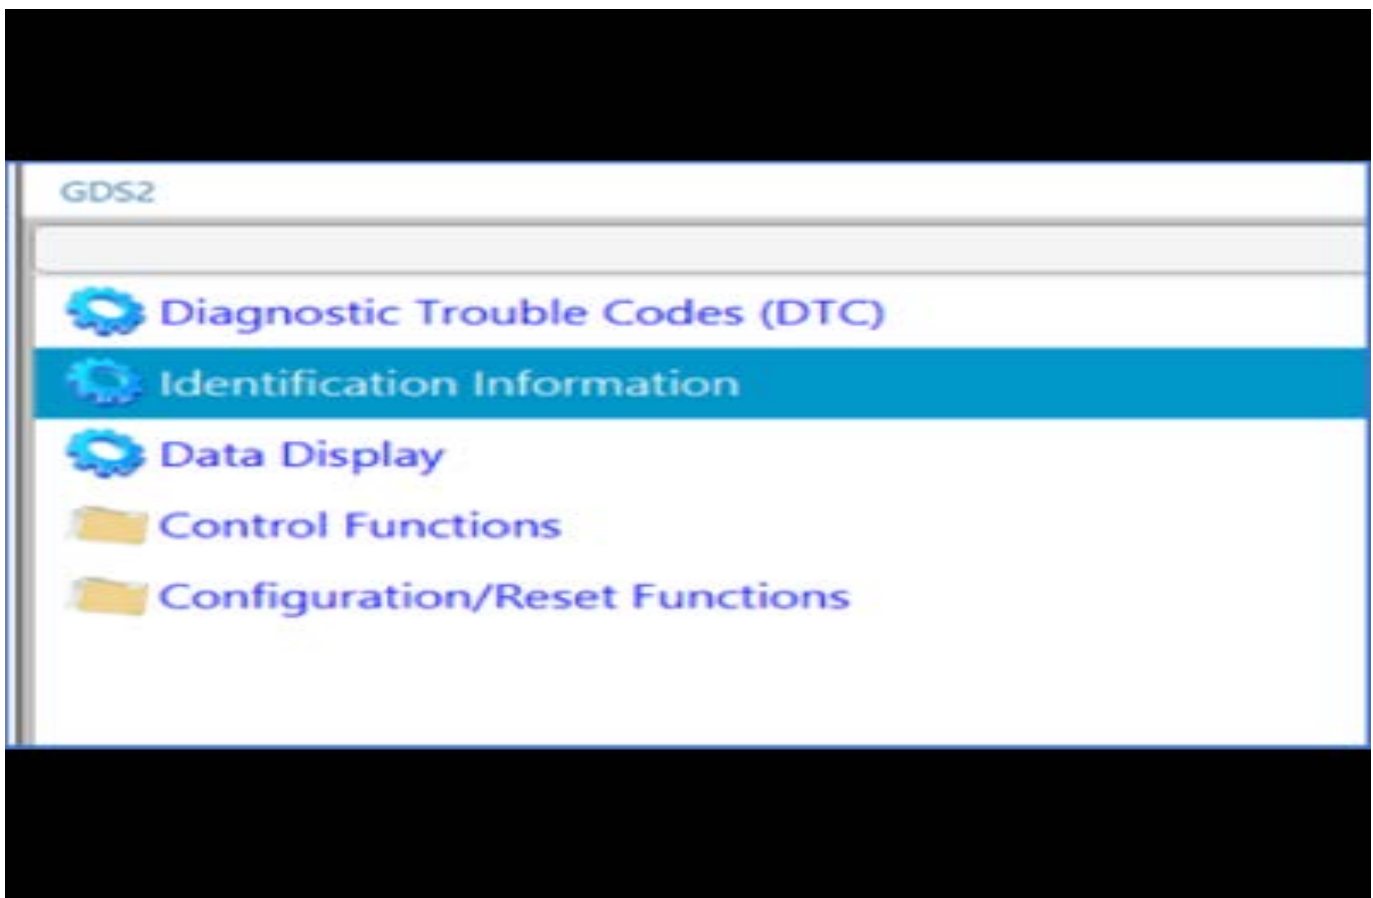 GDS2
Diagnostic Trouble Codes (DTC)
Identification Information
Data Display
Control Functions
Configuration/Reset Functions